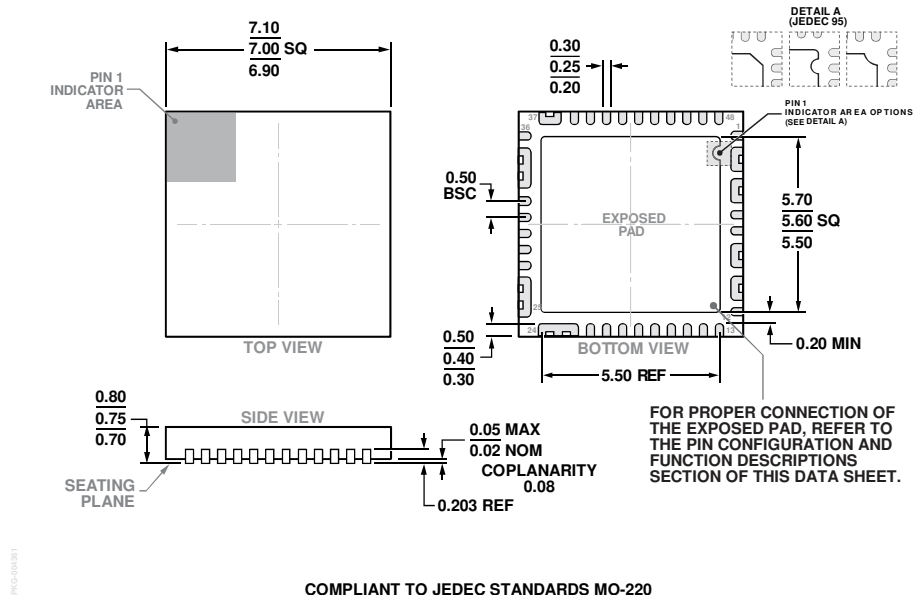 DETAIL A
(JEDEC 95)
7.10
7.00 SQ
6.90
0.30
0.25
0.20
PIN 1
INDICATOR
AREA
PIN 1
INDICATOR AREA OPTIONS
(SEE DETAIL A)
37
48
36
1
0.50
BSC
EXPOSED
PAD
5.70
5.60 SQ
5.50
25
12
24
13
TOP VIEW
BOTTOM VIEW
0.50
0.40
0.30
0.20 MIN
5.50 REF
0.80
0.75
0.70
SIDE VIEW
0.05 MAX
0.02 NOM
COPLANARITY
0.08
0.203 REF
SEATING
PLANE
FOR PROPER CONNECTION OF
THE EXPOSED PAD, REFER TO
THE PIN CONFIGURATION AND
FUNCTION DESCRIPTIONS
SECTION OF THIS DATA SHEET.
PKG-004361
COMPLIANT TO JEDEC STANDARDS MO-220